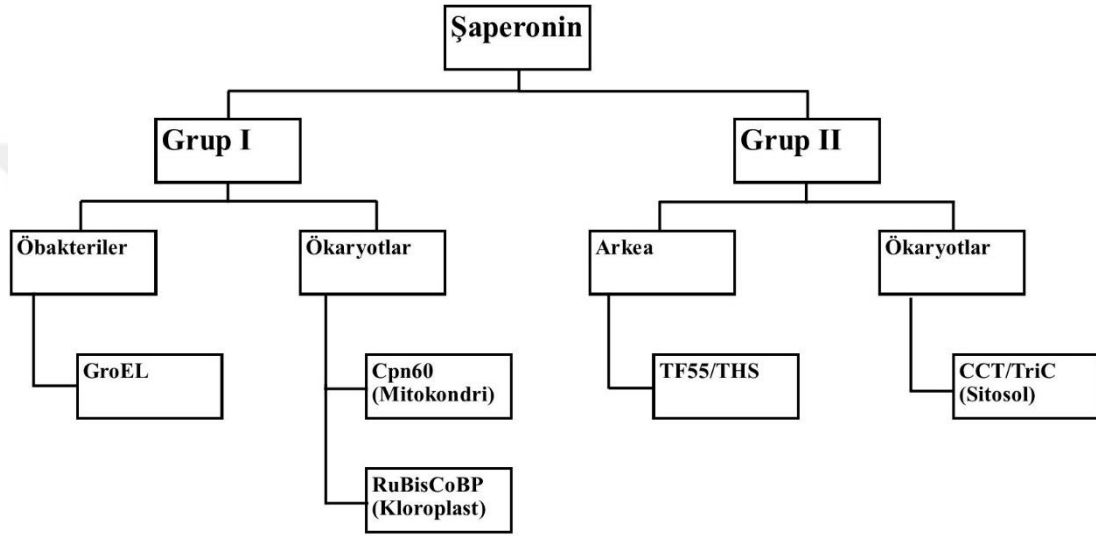 Şaperonin
Grup I
Grup II
Öbakteriler
Ökaryotlar
Arkea
Ökaryotlar
GroEL
Cpn60
(Mitokondri)
TF55/THS
CCT/TriC
(Sitosol)
RuBisCoBP
(Kloroplast)